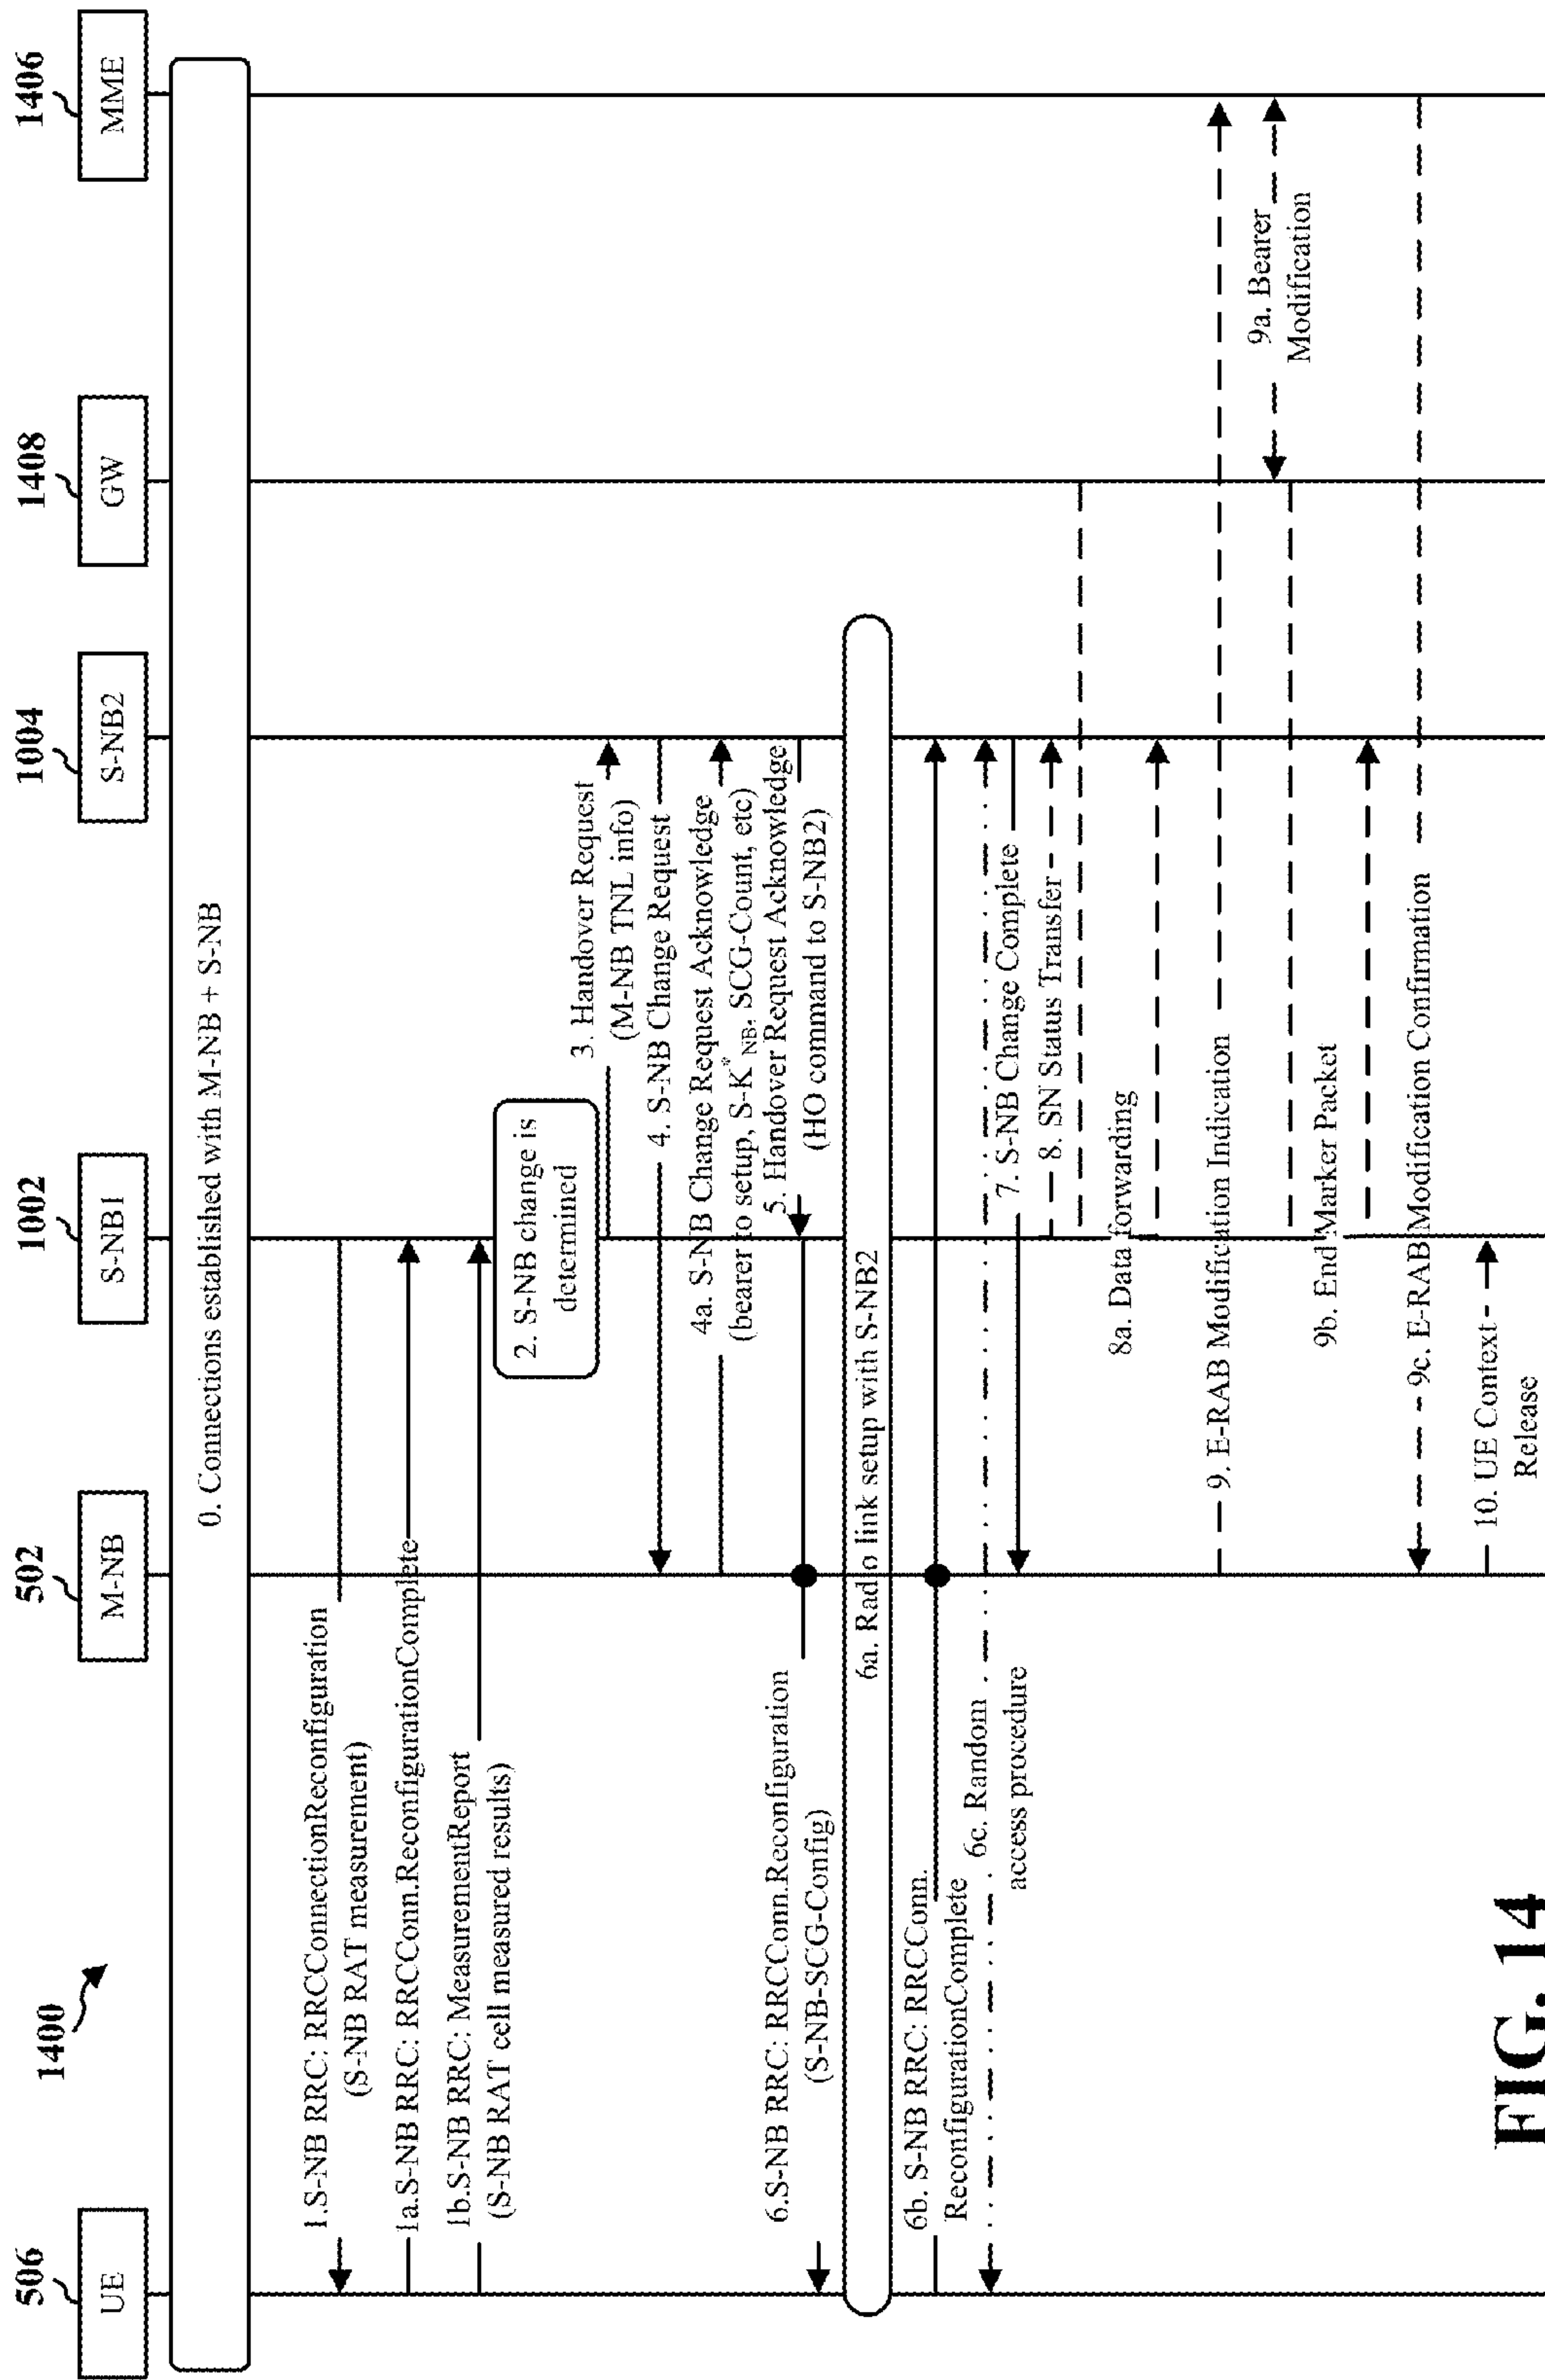 1400
506
UE
502
M-NB
1002
S-NB1
1004
S-NB2
1408
GW
1406
MME
0. Connections established with M-NB + S-NB
1.S-NB RRC: RRCConnectionReconfiguration
(S-NB RAT measurement)
1a.S-NB RRC: RRCConn.ReconfigurationComplete
1b.S-NB RRC: MeasurementReport
(S-NB RAT cell measured results)
2. S-NB change is
determined
3. Handover Request
(M-NB TNL info)
4. S-NB Change Request
4a. S-NB Change Request Acknowledge
(bearer to setup, S-K*NB, SCG-Count, etc)
5. Handover Request Acknowledge
(HO command to S-NB2)
6.S-NB RRC: RRCConn.Reconfiguration
(S-NB-SCG-Config)
6a. Radio link setup with S-NB2
6b. S-NB RRC: RRCConn.
ReconfigurationComplete
6c. Random
access procedure
7. S-NB Change Complete
8. SN Status Transfer
8a. Data forwarding
9. E-RAB Modification Indication
9a. Bearer
Modification
9b. End Marker Packet
9c. E-RAB Modification Confirmation
10. UE Context
Release
FIG. 14